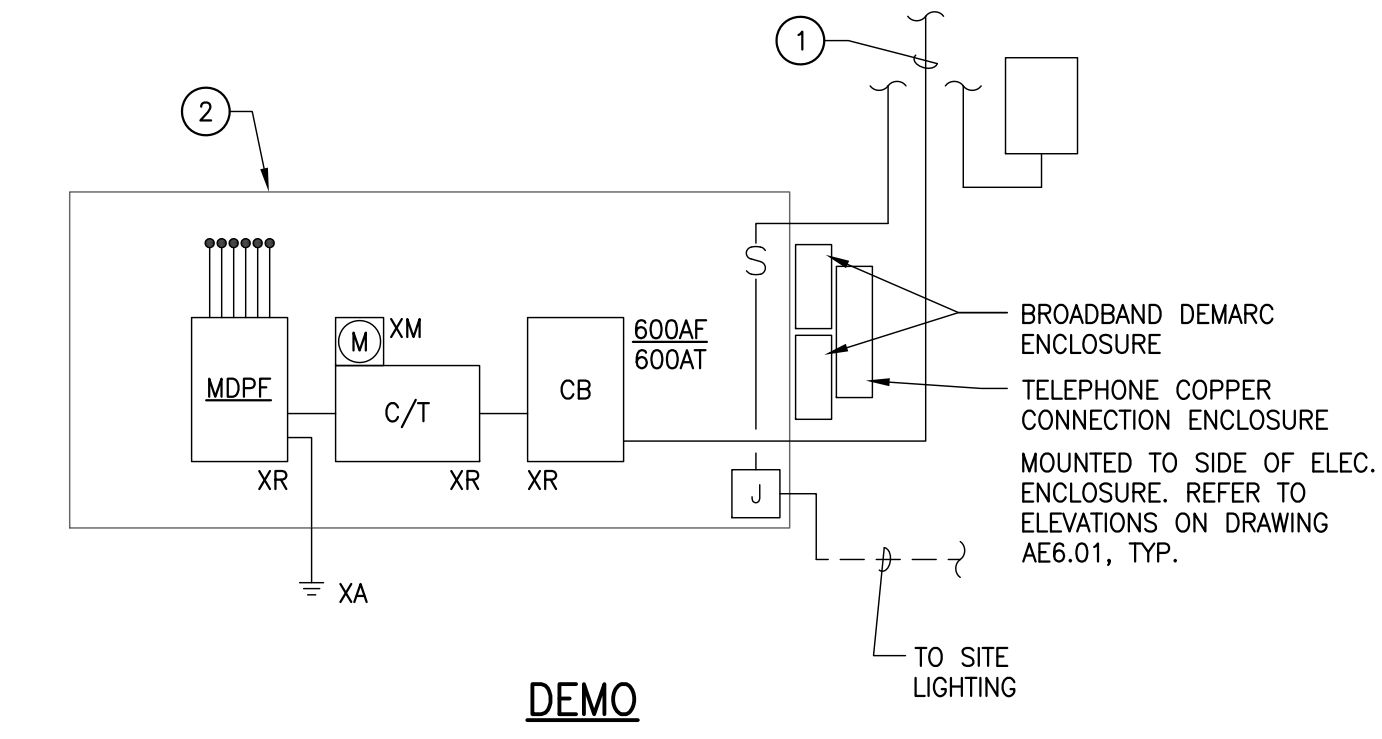 1
2
S
BROADBAND DEMARC
ENCLOSURE
M
XM
600AF
600AT
MDPF
C/T
CB
TELEPHONE COPPER
CONNECTION ENCLOSURE
MOUNTED TO SIDE OF ELEC.
ENCLOSURE. REFER TO
ELEVATIONS ON DRAWING
AE6.01, TYP.
XR
XR
XR
J
XA
TO SITE
LIGHTING
DEMO